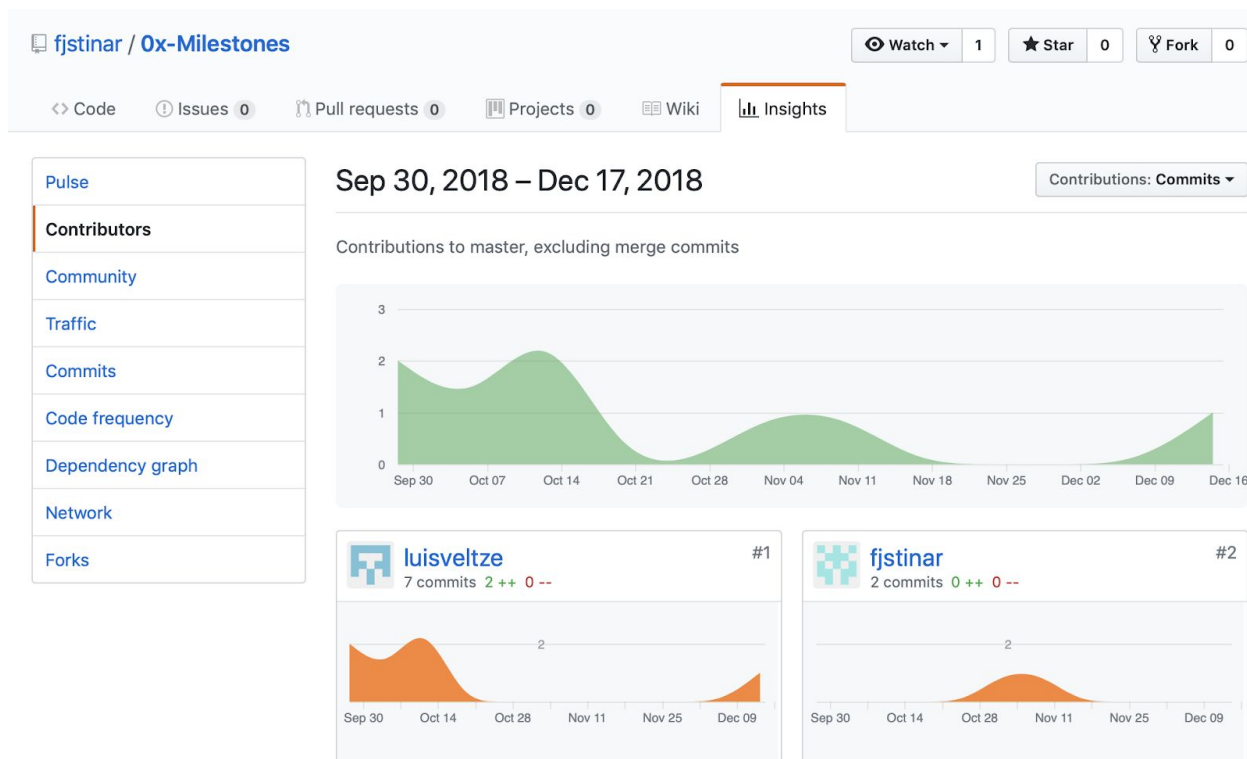 fjstinar / 0x-Milestones
Watch 1 Star 0 Fork 0
Code Issues 0 Pull requests 0 Projects 0 Wiki Insights
Pulse
Contributors
Community
Traffic
Commits
Code frequency
Dependency graph
Network
Forks
Sep 30, 2018 – Dec 17, 2018
Contributions: Commits
Contributions to master, excluding merge commits
3
2
1
0
Sep 30 Oct 07 Oct 14 Oct 21 Oct 28 Nov 04 Nov 11 Nov 18 Nov 25 Dec 02 Dec 09 Dec 16
luisveltze #1
7 commits 2 ++ 0 --
2
Sep 30 Oct 14 Oct 28 Nov 11 Nov 25 Dec 09
fjstinar #2
2 commits 0 ++ 0 --
2
Sep 30 Oct 14 Oct 28 Nov 11 Nov 25 Dec 09